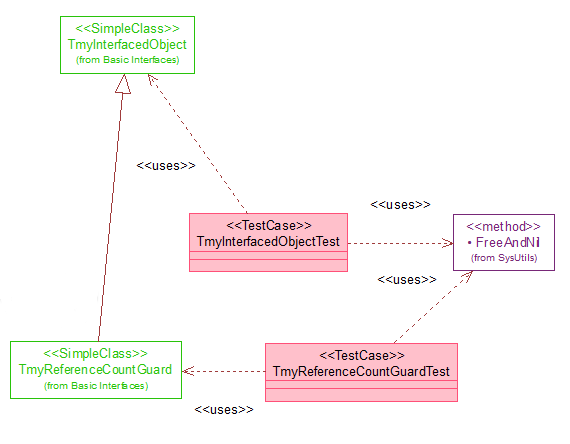 <<SimpleClass>>
TmyInterfacedObject
(from Basic Interfaces)
<<uses>>
<<TestCase>>
TmyInterfacedObjectTest
<<uses>>
<<method>>
• FreeAndNil
(from SysUtils)
<<uses>>
<<SimpleClass>>
TmyReferenceCountGuard
(from Basic Interfaces)
<<TestCase>>
TmyReferenceCountGuardTest
<<uses>>